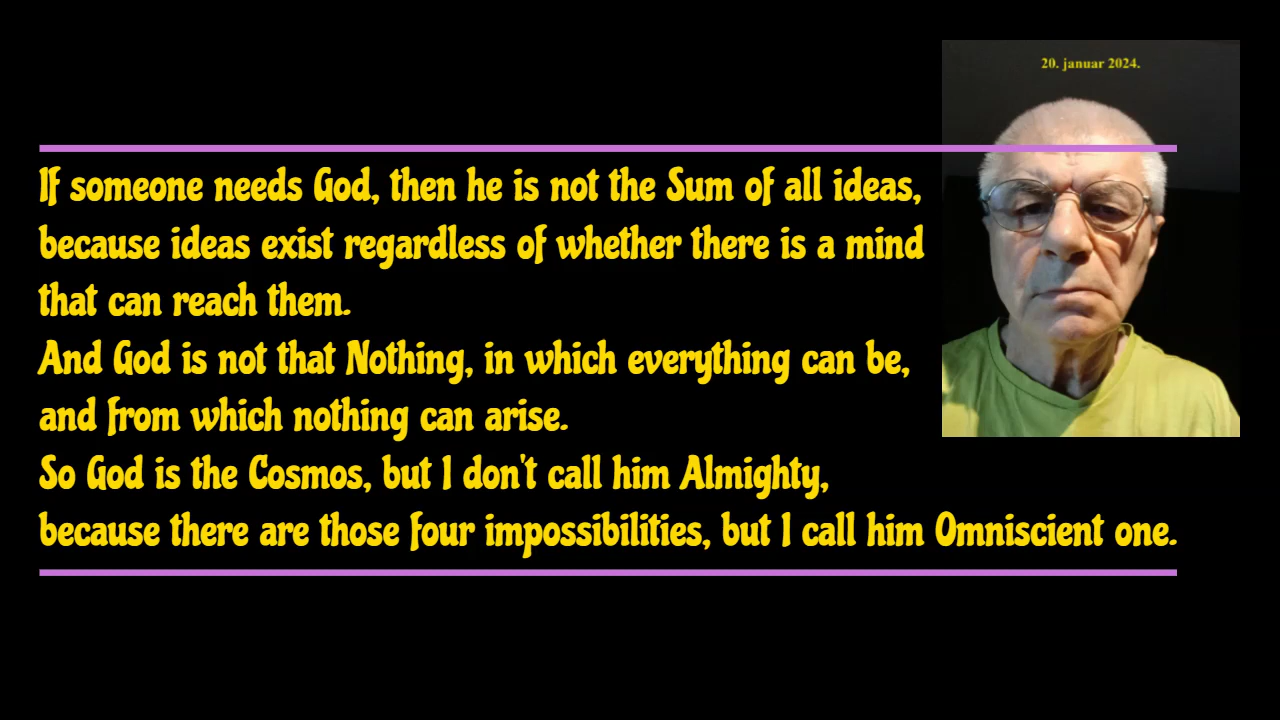 20. januar 2024.
If someone needs God, then he is not the Sum of all ideas,
because ideas exist regardless of whether there is a mind
that can reach them.
And God is not that Nothing, in which everything can be,
and from which nothing can arise.
So God is the Cosmos, but I don't call him Almighty,
because there are those four impossibilities, but I call him Omniscient one.